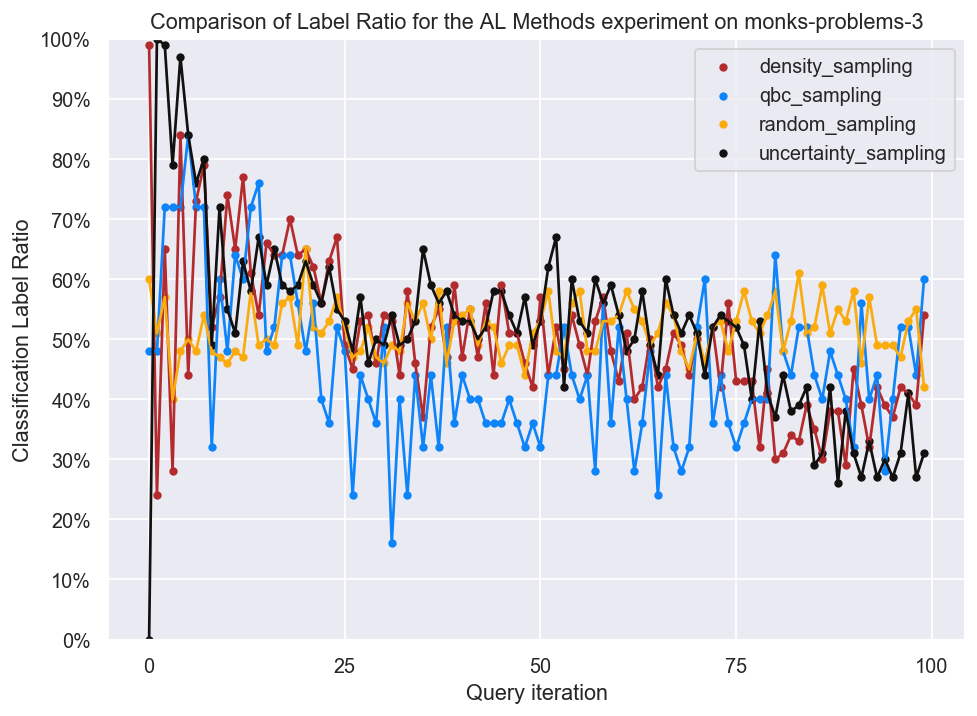 Comparison of Label Ratio for the AL Methods experiment on monks-problems-3
100%
90%
80%
70%
60%
50%
40%
30%
20%
10%
0%
Classification Label Ratio
density_sampling
qbc_sampling
random_sampling
uncertainty_sampling
0
25
50
75
100
Query iteration